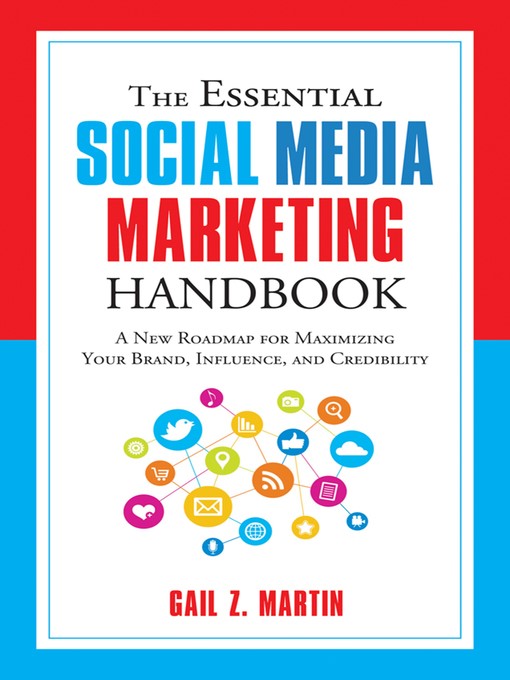 The Essential
SOCIAL MEDIA
MARKETING
HANDBOOK
A New Roadmap for Maximizing
Your Brand, Influence, and Credibility
GAIL Z. MARTIN